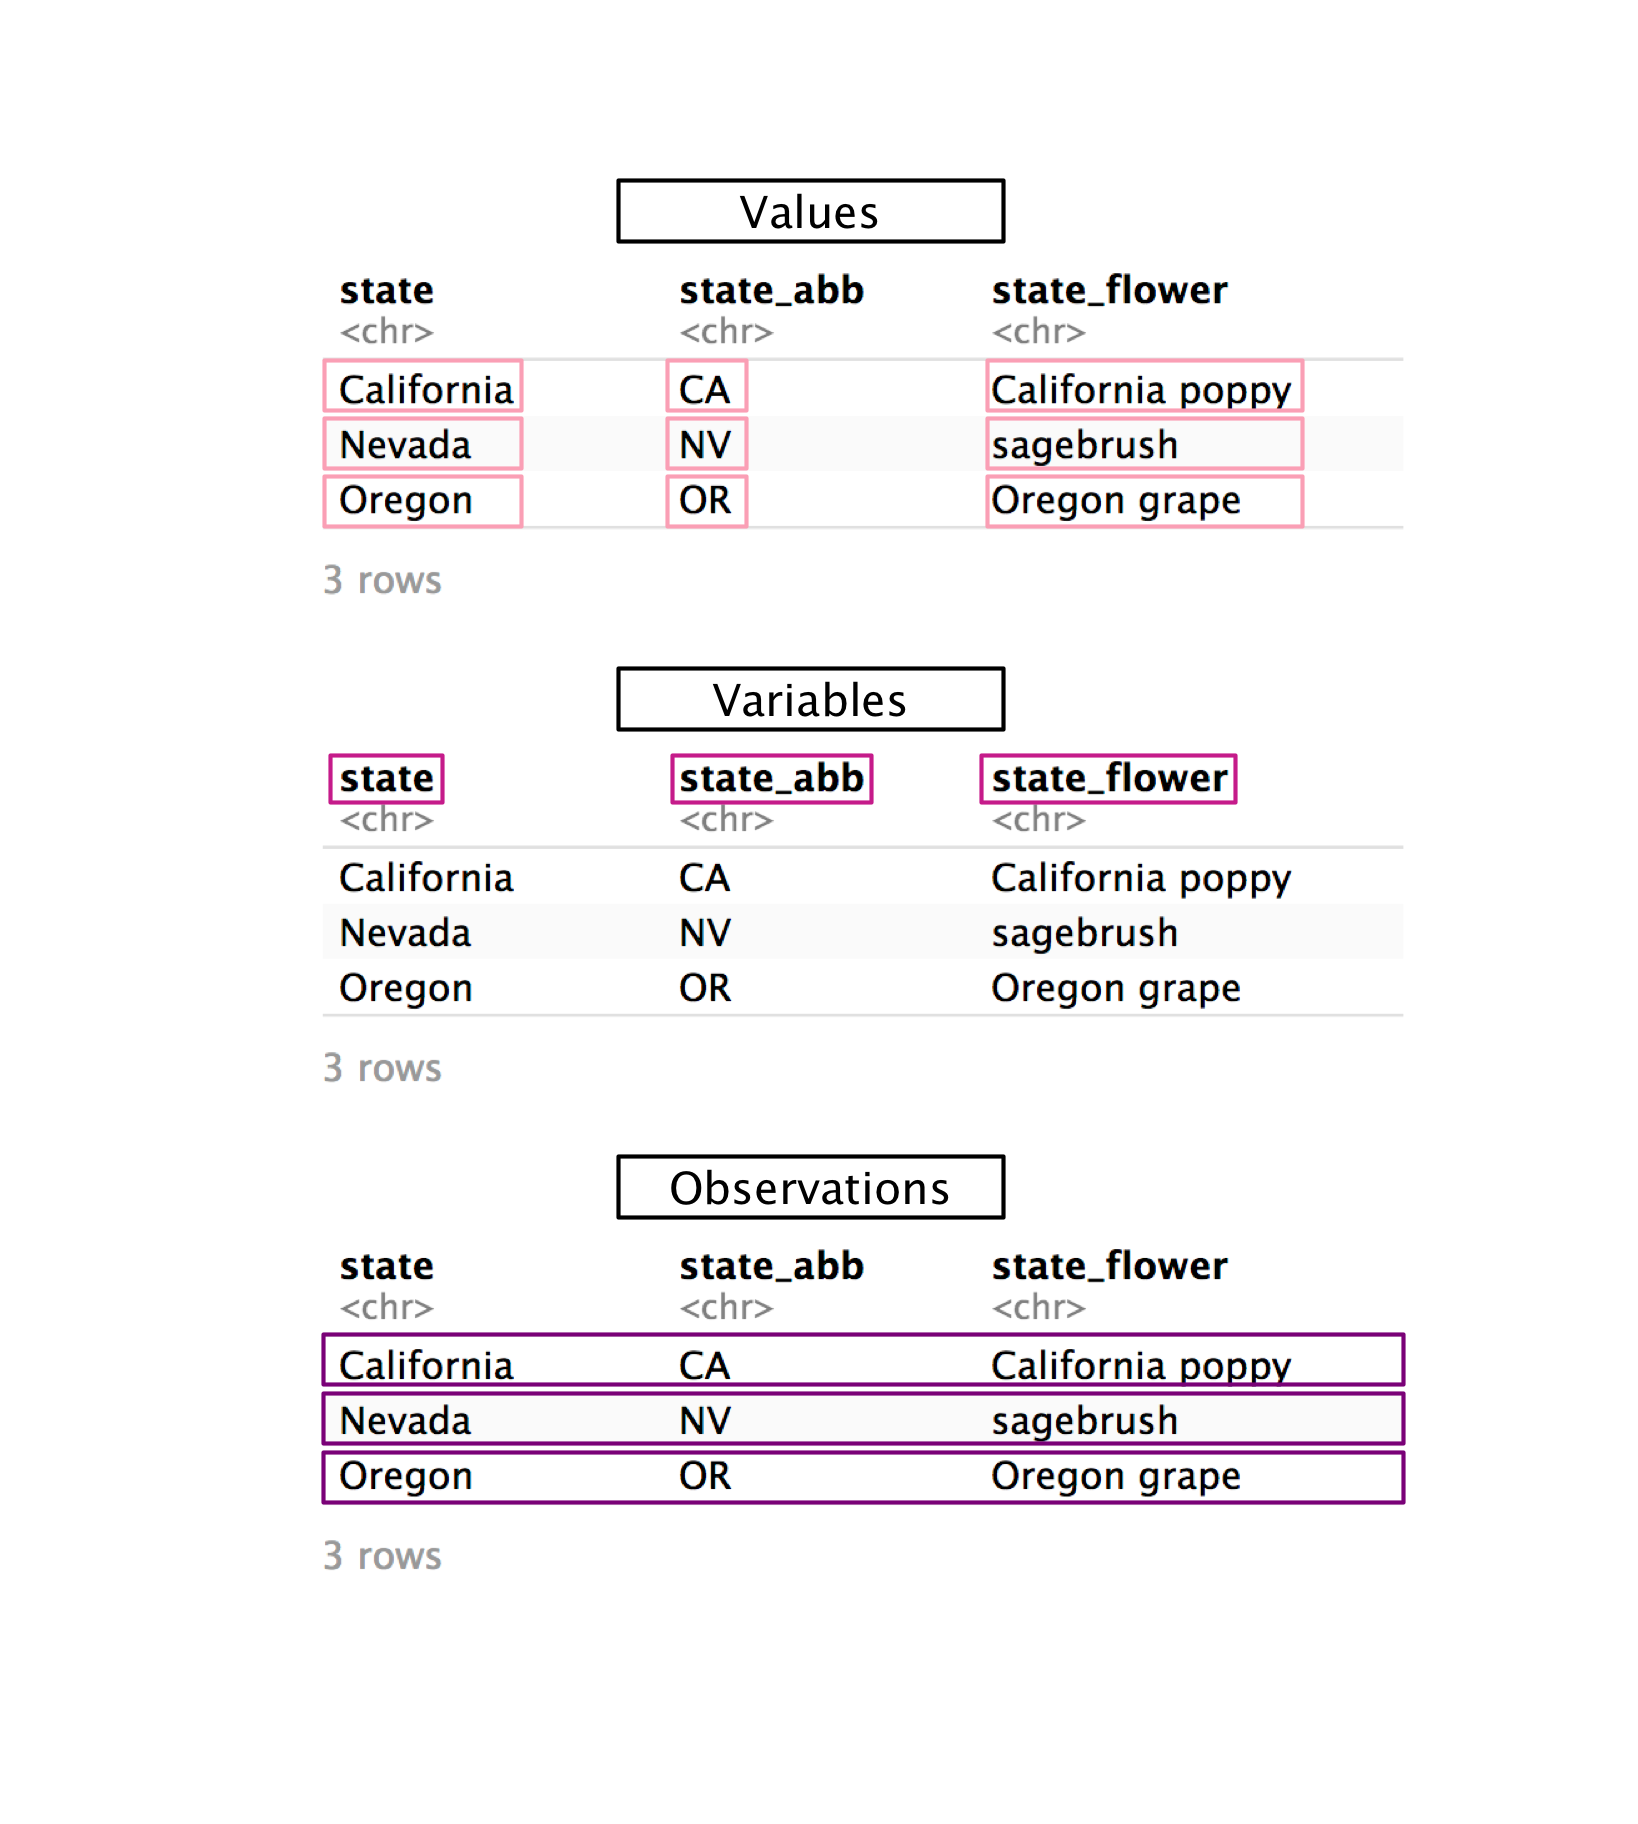 Values
state state_abb state_flower
<chr> <chr> <chr>
California CA California poppy
Nevada NV sagebrush
Oregon OR Oregon grape
3 rows
Variables
state state_abb state_flower
<chr> <chr> <chr>
California CA California poppy
Nevada NV sagebrush
Oregon OR Oregon grape
3 rows
Observations
state state_abb state_flower
<chr> <chr> <chr>
California CA California poppy
Nevada NV sagebrush
Oregon OR Oregon grape
3 rows